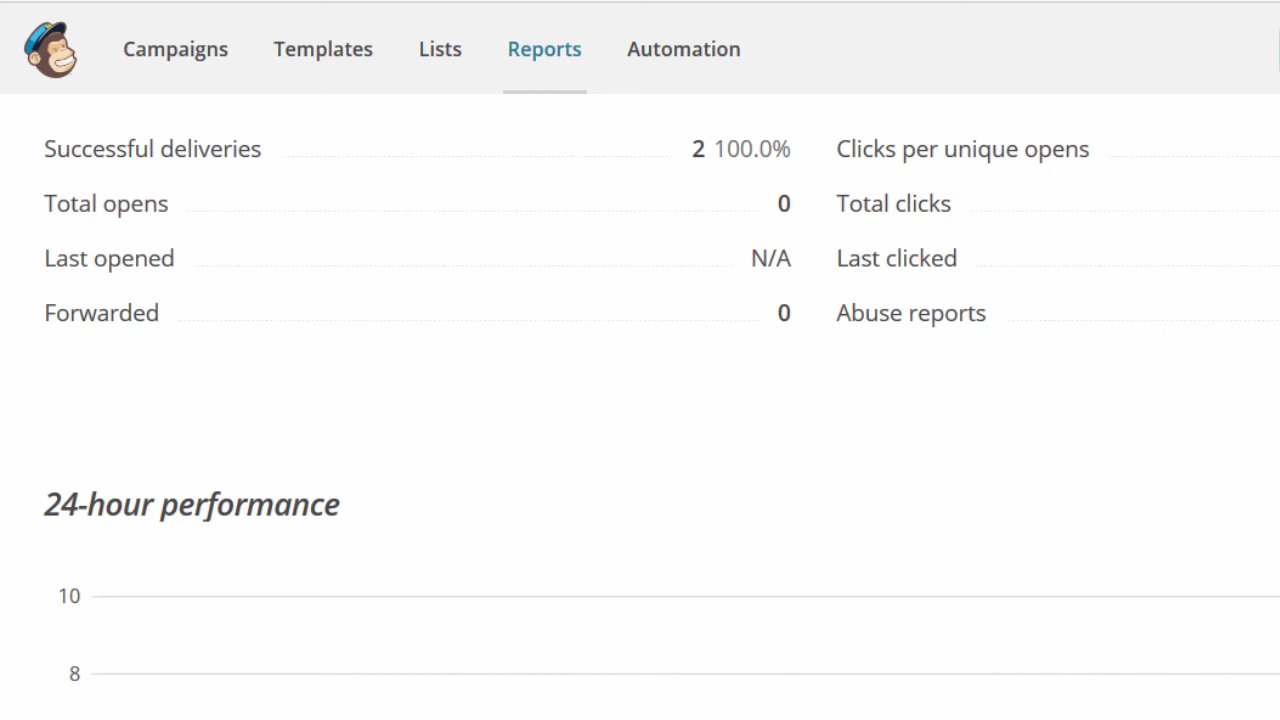 Campaigns Templates Lists Reports Automation
Successful deliveries 2 100.0% Clicks per unique opens
Total opens 0 Total clicks
Last opened N/A Last clicked
Forwarded 0 Abuse reports
24-hour performance
10
8